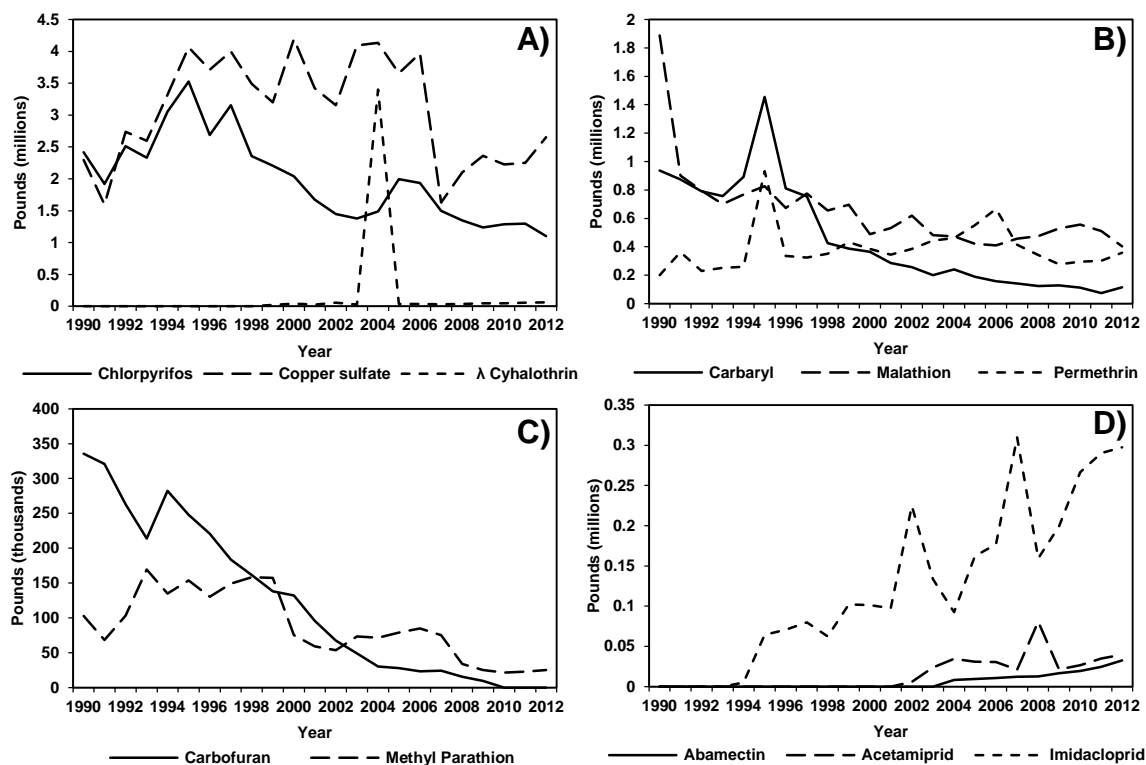 A)
Pounds (millions)
4.5
4
3.5
3
2.5
2
1.5
1
0.5
0
1990 1992 1994 1996 1998 2000 2002 2004 2006 2008 2010 2012
Year
Chlorpyrifos Copper sulfate λ Cyhalothrin
B)
Pounds (millions)
2
1.8
1.6
1.4
1.2
1
0.8
0.6
0.4
0.2
0
1990 1992 1994 1996 1998 2000 2002 2004 2006 2008 2010 2012
Year
Carbaryl Malathion Permethrin
C)
Pounds (thousands)
400
350
300
250
200
150
100
50
0
1990 1992 1994 1996 1998 2000 2002 2004 2006 2008 2010 2012
Year
Carbofuran Methyl Parathion
D)
Pounds (millions)
0.35
0.3
0.25
0.2
0.15
0.1
0.05
0
1990 1992 1994 1996 1998 2000 2002 2004 2006 2008 2010 2012
Year
Abamectin Acetamiprid Imidacloprid